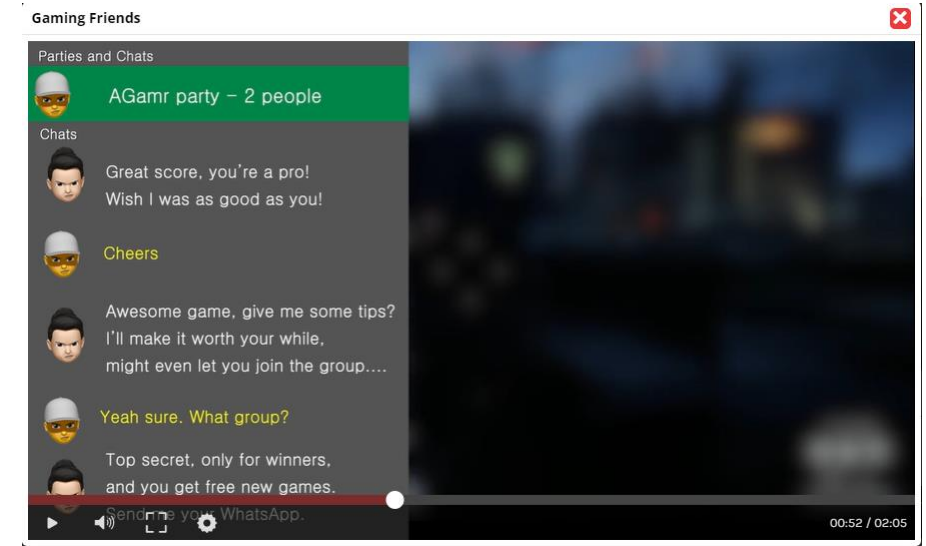 Gaming Friends
Parties and Chats
AGamr party - 2 people
Chats
Great score, you're a pro!
Wish I was as good as you!
Cheers
Awesome game, give me some tips?
I'll make it worth your while,
might even let you join the group....
Yeah sure. What group?
Top secret, only for winners,
and you get free new games.
Send me your WhatsApp.
00:52 / 02:05